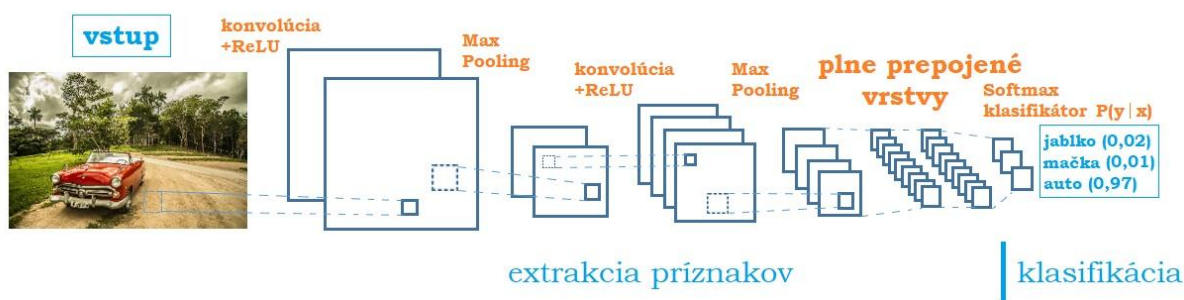 vstup
konvolúcia
+ReLU
Max
Pooling
konvolúcia
+ReLU
Max
Pooling
plne prepojené
vrstvy
Softmax
klasifikátor P(y|x)
jablko (0,02)
mačka (0,01)
auto (0,97)
extrakcia príznakov
klasifikácia